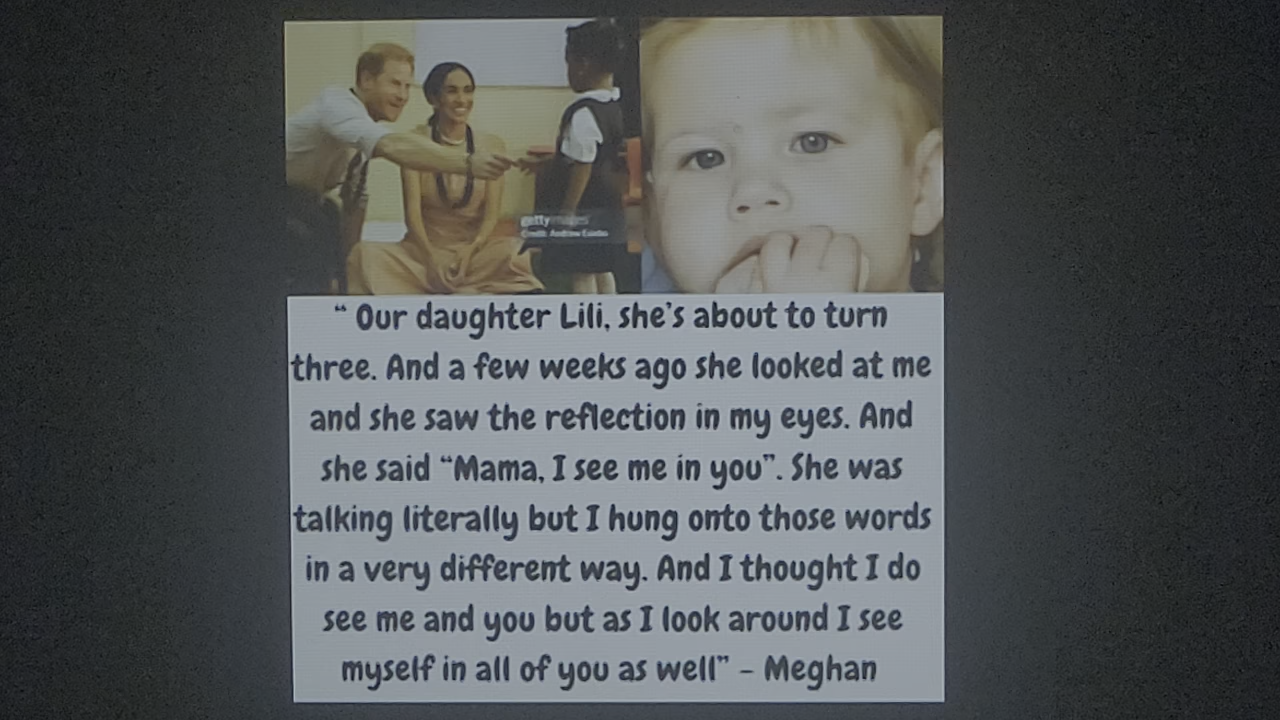 gettyimages
Credit: Andrew Esiebo
“ Our daughter Lili, she’s about to turn
three. And a few weeks ago she looked at me
and she saw the reflection in my eyes. And
she said “Mama, I see me in you”. She was
talking literally but I hung onto those words
in a very different way. And I thought I do
see me and you but as I look around I see
myself in all of you as well” – Meghan